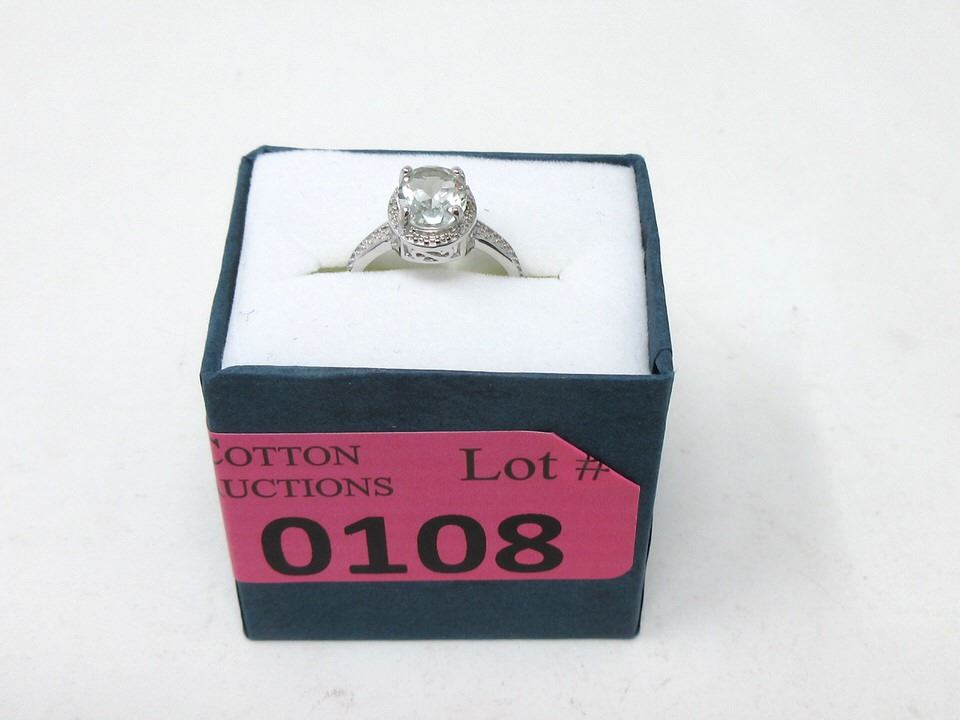 COTTON
UCTIONS
Lot #
0108